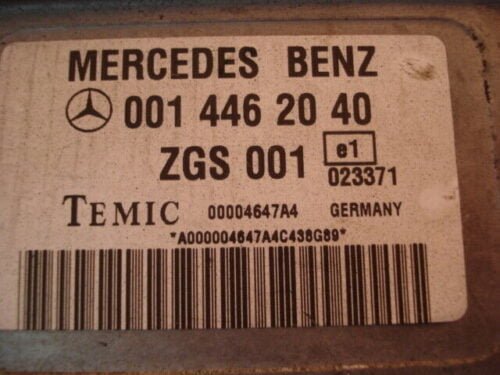 MERCEDES BENZ
001 446 20 40
ZGS 001 e1
023371
TEMIC 00004647A4 GERMANY
*A000004647A4C438G89*